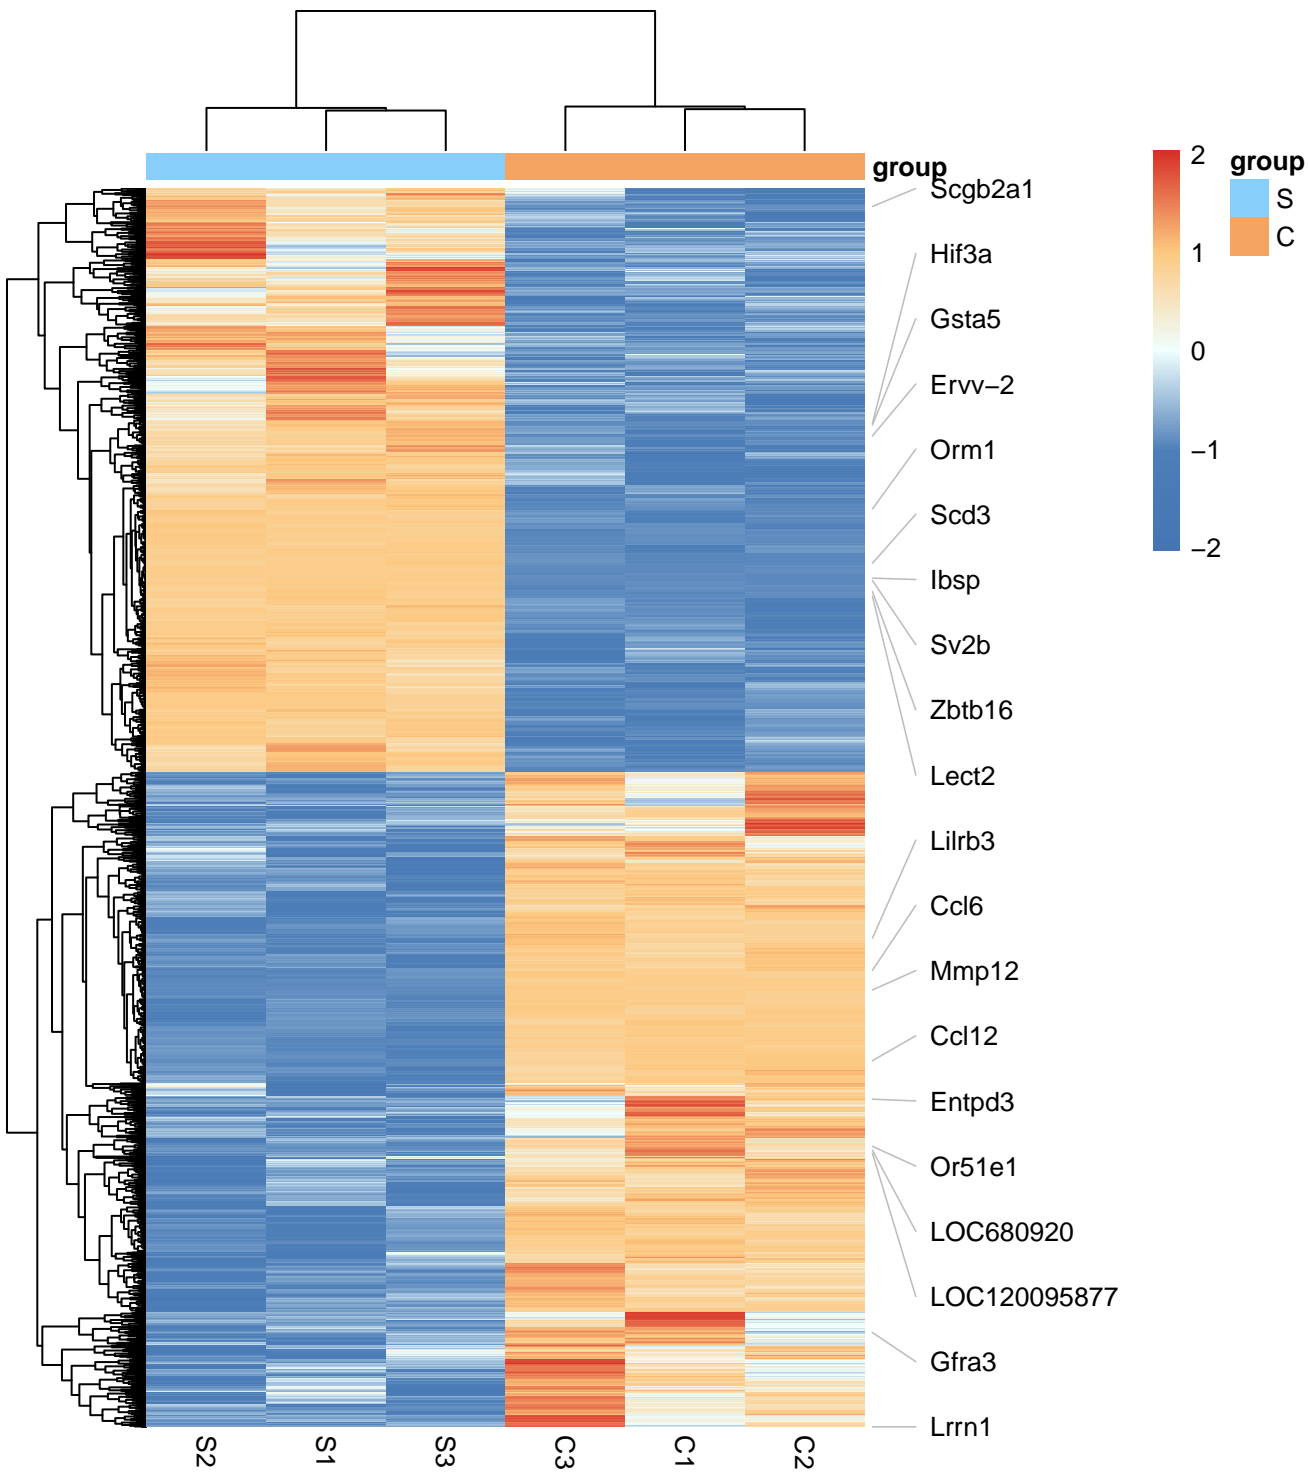 group
Scgb2a1
Hif3a
Gsta5
Ervv−2
Orm1
Scd3
Ibsp
Sv2b
Zbtb16
Lect2
Lilrb3
Ccl6
Mmp12
Ccl12
Entpd3
Or51e1
LOC680920
LOC120095877
Gfra3
Lrrn1
S2 S1 S3 C3 C1 C2
2
1
0
−1
−2
group
S
C